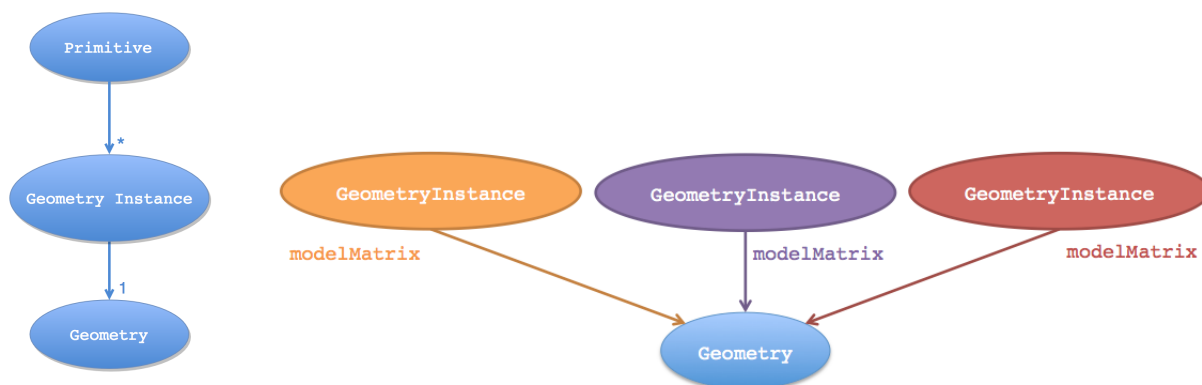 Primitive
*
Geometry Instance
1
Geometry
GeometryInstance
GeometryInstance
GeometryInstance
modelMatrix
modelMatrix
modelMatrix
Geometry